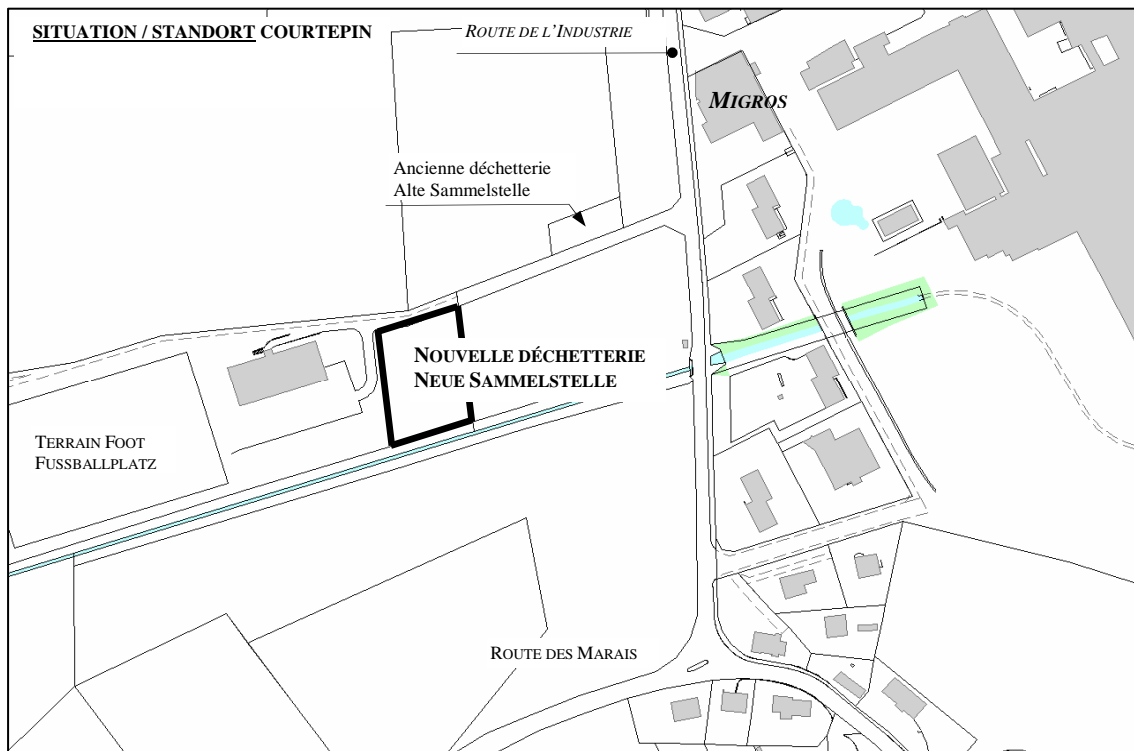 SITUATION / STANDORT COURTEPIN
ROUTE DE L'INDUSTRIE
MIGROS
Ancienne déchetterie
Alte Sammelstelle
NOUVELLE DÉCHETTERIE
NEUE SAMMELSTELLE
TERRAIN FOOT
FUSSBALLPLATZ
ROUTE DES MARAIS